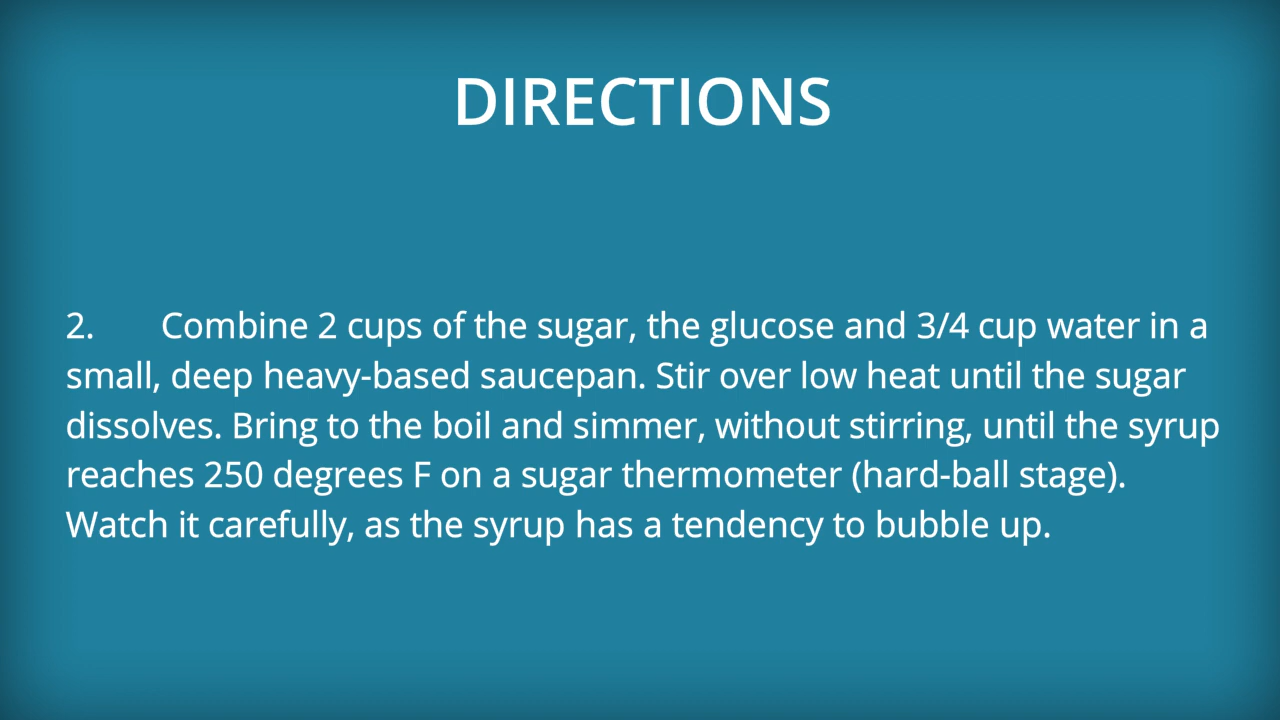 DIRECTIONS
2. Combine 2 cups of the sugar, the glucose and 3/4 cup water in a
small, deep heavy-based saucepan. Stir over low heat until the sugar
dissolves. Bring to the boil and simmer, without stirring, until the syrup
reaches 250 degrees F on a sugar thermometer (hard-ball stage).
Watch it carefully, as the syrup has a tendency to bubble up.